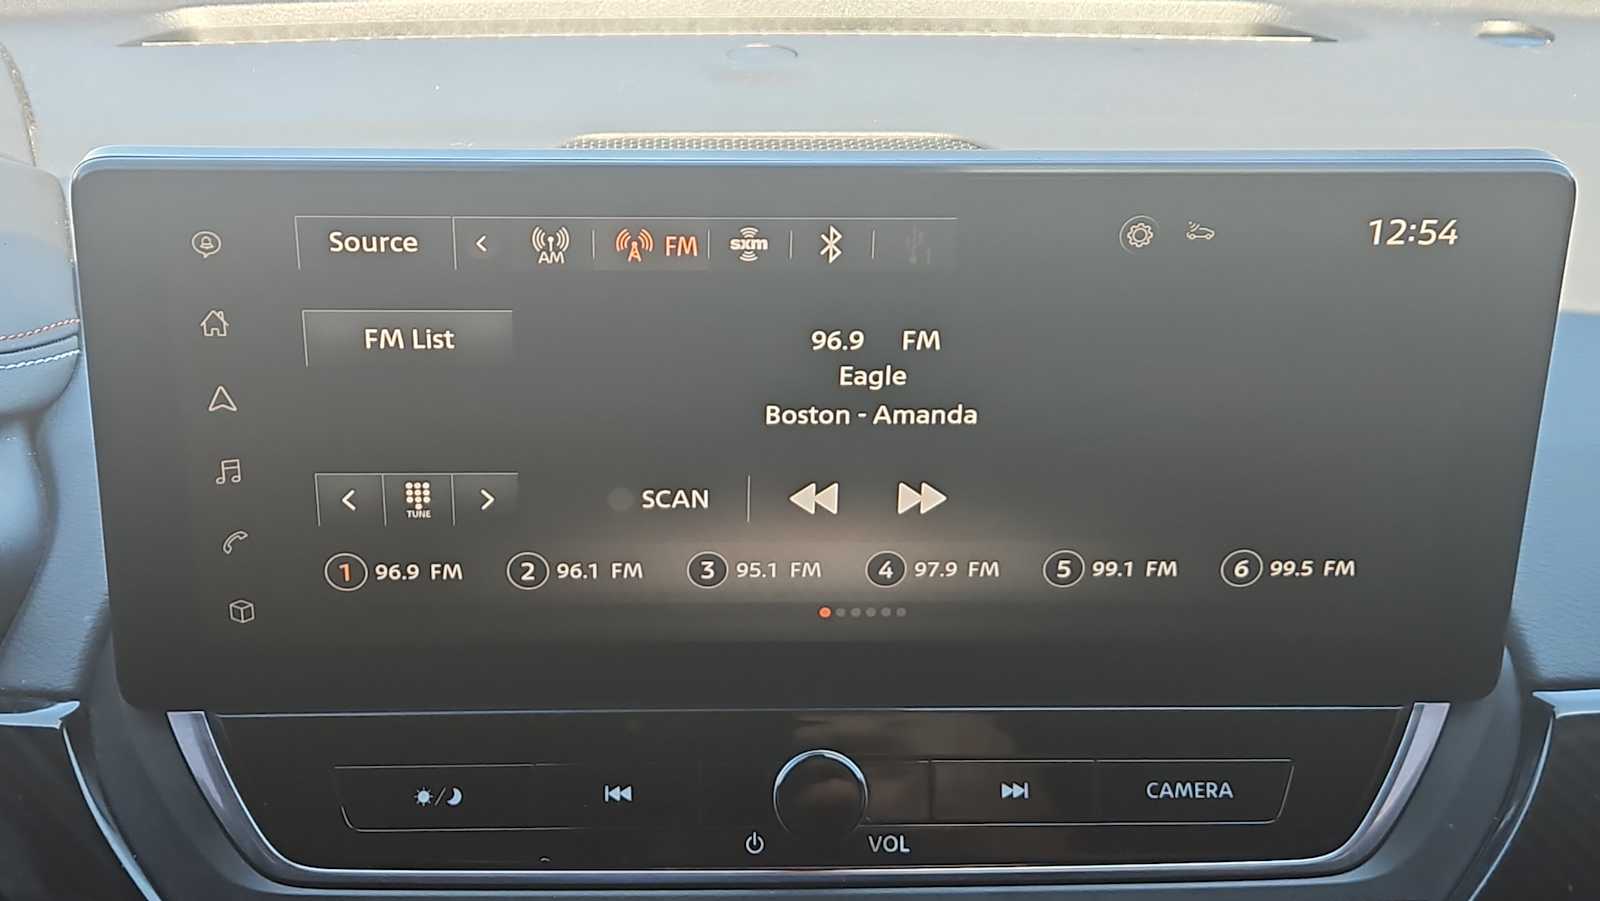 Source < AM A FM sxm 12:54
FM List
96.9 FM
Eagle
Boston - Amanda
< TUNE > SCAN
1 96.9 FM 2 96.1 FM 3 95.1 FM 4 97.9 FM 5 99.1 FM 6 99.5 FM
CAMERA
VOL